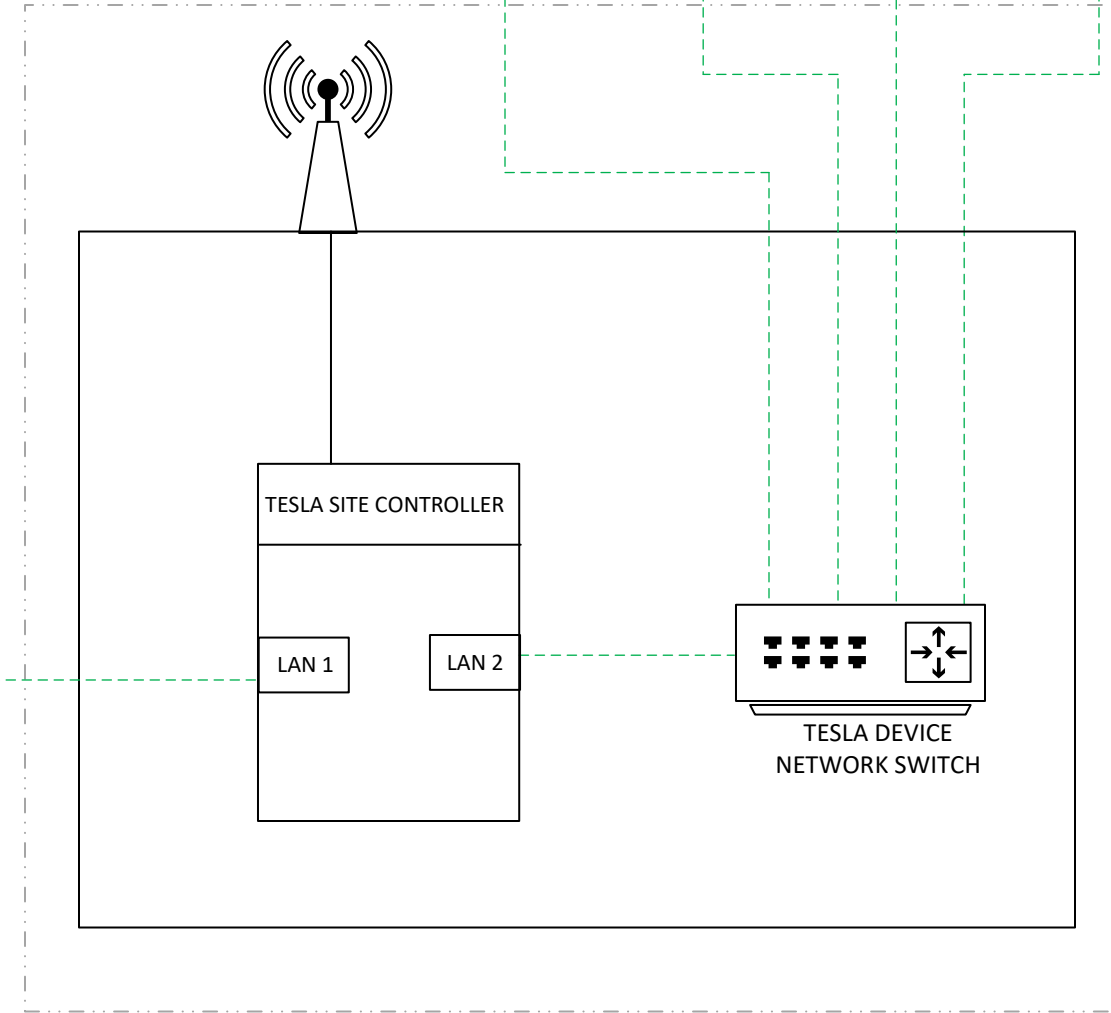 TESLA SITE CONTROLLER
LAN 1
LAN 2
TESLA DEVICE
NETWORK SWITCH